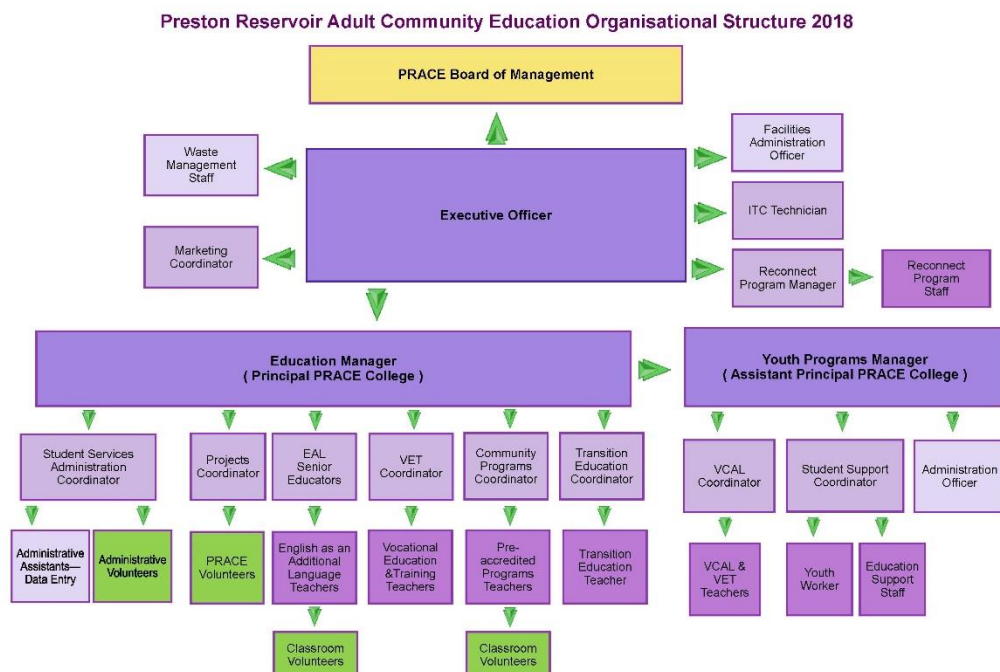 Preston Reservoir Adult Community Education Organisational Structure 2018
PRACE Board of Management
Waste
Management
Staff
Facilities
Administration
Officer
Executive Officer
ITC Technician
Marketing
Coordinator
Reconnect
Program Manager
Reconnect
Program
Staff
Education Manager
( Principal PRACE College )
Youth Programs Manager
( Assistant Principal PRACE College )
Student Services
Administration
Coordinator
Projects
Coordinator
EAL
Senior
Educators
VET
Coordinator
Community
Programs
Coordinator
Transition
Education
Coordinator
VCAL
Coordinator
Student Support
Coordinator
Administration
Officer
Administrative
Assistants—
Data Entry
Administrative
Volunteers
PRACE
Volunteers
English as an
Additional
Language
Teachers
Vocational
Education
&Training
Teachers
Pre-
accredited
Programs
Teachers
Transition
Education
Teacher
VCAL &
VET
Teachers
Youth
Worker
Education
Support
Staff
Classroom
Volunteers
Classroom
Volunteers